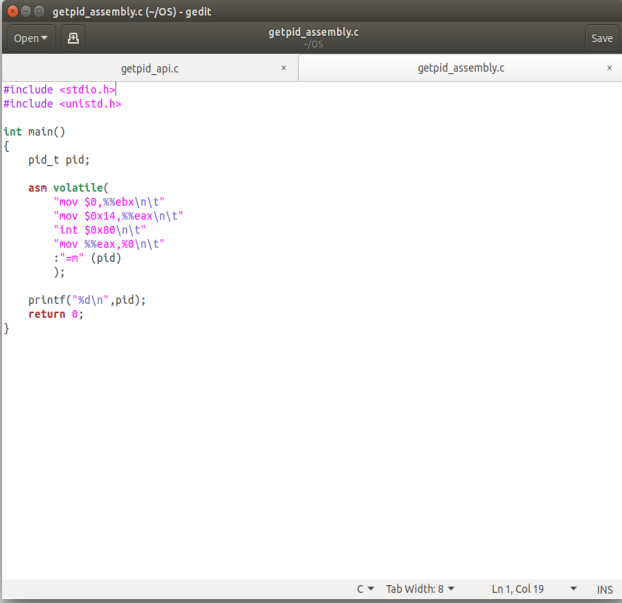 getpid_assembly.c (~/OS) - gedit
Open
getpid_assembly.c
~/OS
Save
getpid_api.c × getpid_assembly.c ×
#include <stdio.h>
#include <unistd.h>
int main()
{
    pid_t pid;
    asm volatile(
        "mov $0,%%ebx\n\t"
        "mov $0x14,%%eax\n\t"
        "int $0x80\n\t"
        "mov %%eax,%0\n\t"
        :"=m" (pid)
        );
    printf("%d\n",pid);
    return 0;
}
C Tab Width: 8 Ln 1, Col 19 INS